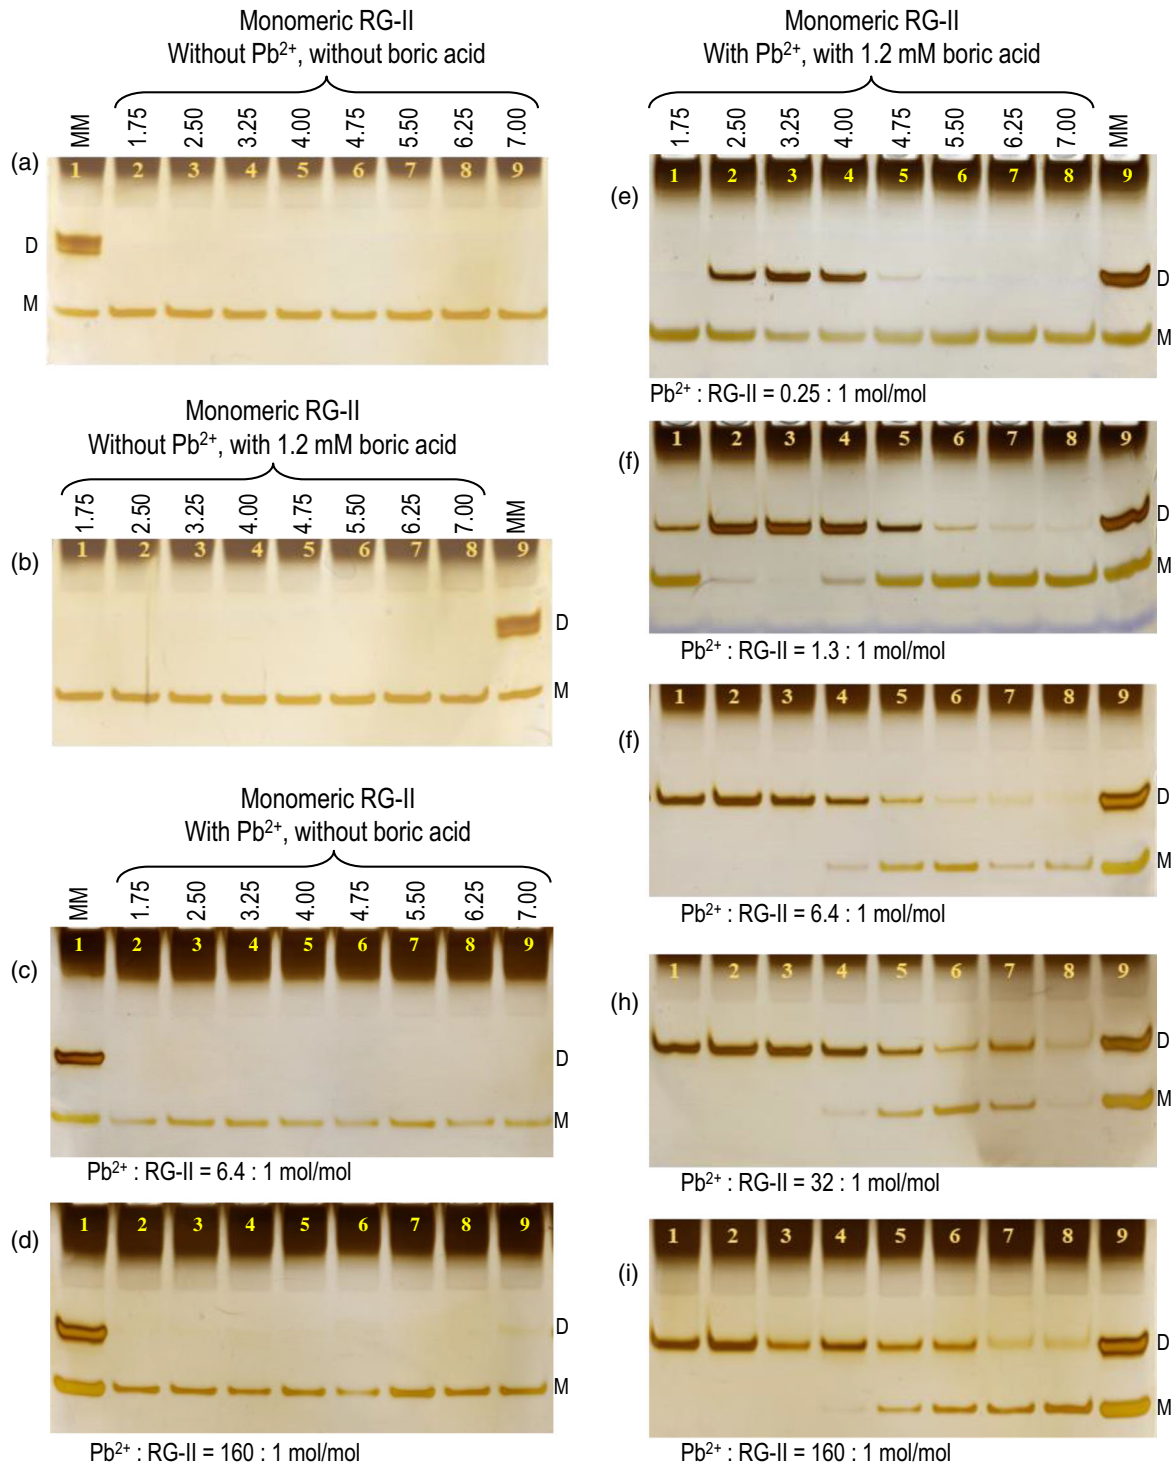 Monomeric RG-II
Without Pb²⁺, without boric acid
MM 1.75 2.50 3.25 4.00 4.75 5.50 6.25 7.00
(a)
1 2 3 4 5 6 7 8 9
D
M
Monomeric RG-II
Without Pb²⁺, with 1.2 mM boric acid
1.75 2.50 3.25 4.00 4.75 5.50 6.25 7.00 MM
(b)
1 2 3 4 5 6 7 8 9
D
M
Monomeric RG-II
With Pb²⁺, without boric acid
MM 1.75 2.50 3.25 4.00 4.75 5.50 6.25 7.00
(c)
1 2 3 4 5 6 7 8 9
D
M
Pb²⁺ : RG-II = 6.4 : 1 mol/mol
(d)
1 2 3 4 5 6 7 8 9
D
M
Pb²⁺ : RG-II = 160 : 1 mol/mol
Monomeric RG-II
With Pb²⁺, with 1.2 mM boric acid
1.75 2.50 3.25 4.00 4.75 5.50 6.25 7.00 MM
(e)
1 2 3 4 5 6 7 8 9
D
M
Pb²⁺ : RG-II = 0.25 : 1 mol/mol
(f)
1 2 3 4 5 6 7 8 9
D
M
Pb²⁺ : RG-II = 1.3 : 1 mol/mol
(f)
1 2 3 4 5 6 7 8 9
D
M
Pb²⁺ : RG-II = 6.4 : 1 mol/mol
(h)
1 2 3 4 5 6 7 8 9
D
M
Pb²⁺ : RG-II = 32 : 1 mol/mol
(i)
1 2 3 4 5 6 7 8 9
D
M
Pb²⁺ : RG-II = 160 : 1 mol/mol